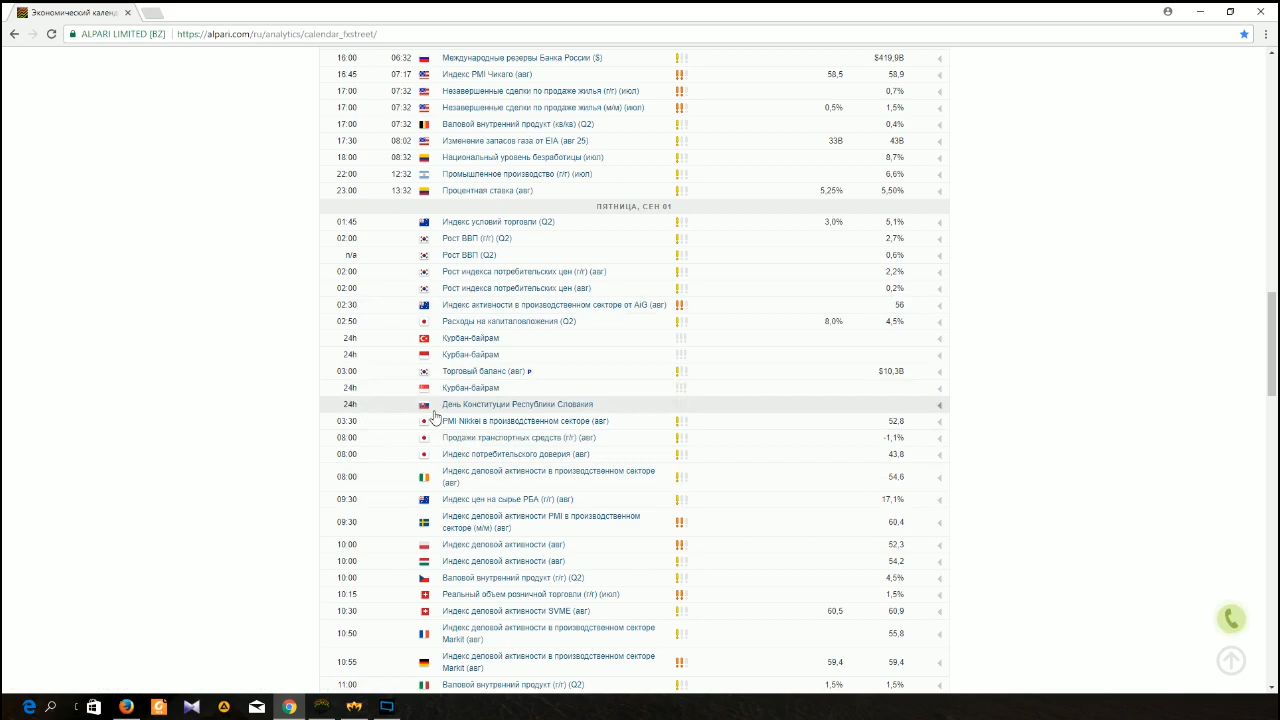 Экономический календ
ALPARI LIMITED [BZ] https://alpari.com/ru/analytics/calendar_fxstreet/
16:00 06:32 Международные резервы Банка России ($) $419,9B
16:45 07:17 Индекс PMI Чикаго (авг) 58,5 58,9
17:00 07:32 Незавершенные сделки по продаже жилья (г/г) (июл) 0,7%
17:00 07:32 Незавершенные сделки по продаже жилья (м/м) (июл) 0,5% 1,5%
17:00 07:32 Валовой внутренний продукт (кв/кв) (Q2) 0,4%
17:30 08:02 Изменение запасов газа от EIA (авг 25) 33B 43B
18:00 08:32 Национальный уровень безработицы (июл) 8,7%
22:00 12:32 Промышленное производство (г/г) (июл) 6,6%
23:00 13:32 Процентная ставка (авг) 5,25% 5,50%
ПЯТНИЦА, СЕН 01
01:45 Индекс условий торговли (Q2) 3,0% 5,1%
02:00 Рост ВВП (г/г) (Q2) 2,7%
n/a Рост ВВП (Q2) 0,6%
02:00 Рост индекса потребительских цен (г/г) (авг) 2,2%
02:00 Рост индекса потребительских цен (авг) 0,2%
02:30 Индекс активности в производственном секторе от AiG (авг) 56
02:50 Расходы на капиталовложения (Q2) 8,0% 4,5%
24h Курбан-байрам
24h Курбан-байрам
03:00 Торговый баланс (авг) P $10,3B
24h Курбан-байрам
24h День Конституции Республики Словакия
03:30 PMI Nikkei в производственном секторе (авг) 52,8
08:00 Продажи транспортных средств (г/г) (авг) -1,1%
08:00 Индекс потребительского доверия (авг) 43,8
08:00 Индекс деловой активности в производственном секторе
(авг) 54,6
09:30 Индекс цен на сырье РБА (г/г) (авг) 17,1%
09:30 Индекс деловой активности PMI в производственном
секторе (м/м) (авг) 60,4
10:00 Индекс деловой активности (авг) 52,3
10:00 Индекс деловой активности (авг) 54,2
10:00 Валовой внутренний продукт (г/г) (Q2) 4,5%
10:15 Реальный объем розничной торговли (г/г) (июл) 1,5%
10:30 Индекс деловой активности SVME (авг) 60,5 60,9
10:50 Индекс деловой активности в производственном секторе
Markit (авг) 55,8
10:55 Индекс деловой активности в производственном секторе
Markit (авг) 59,4 59,4
11:00 Валовой внутренний продукт (г/г) (Q2) 1,5% 1,5%